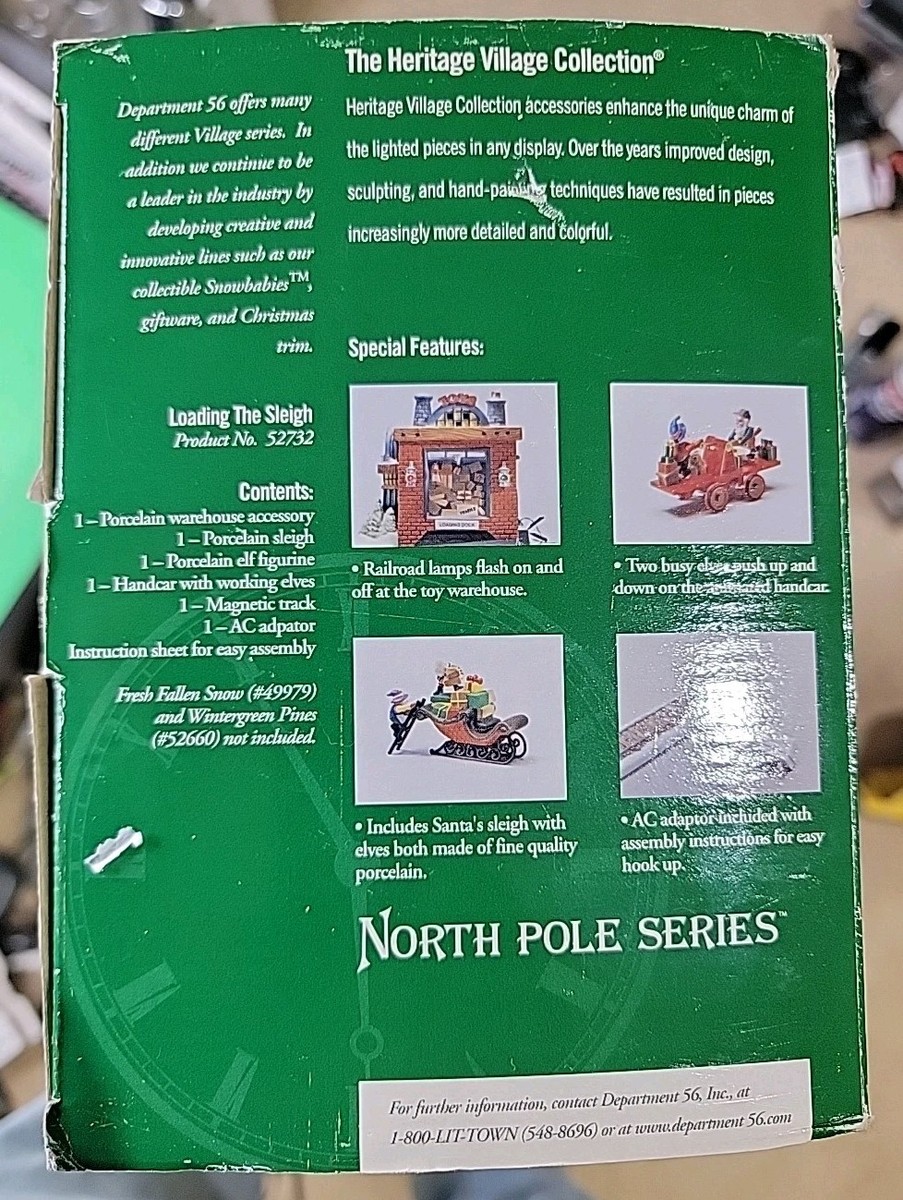 The Heritage Village Collection®
Heritage Village Collection accessories enhance the unique charm of
the lighted pieces in any display. Over the years improved design,
sculpting, and hand-painting techniques have resulted in pieces
increasingly more detailed and colorful.
Department 56 offers many
different Village series. In
addition we continue to be
a leader in the industry by
developing creative and
innovative lines such as our
collectible Snowbabies™,
giftware, and Christmas
trim.
Loading The Sleigh
Product No. 52732
Contents:
1–Porcelain warehouse accessory
1–Porcelain sleigh
1–Porcelain elf figurine
1–Handcar with working elves
1–Magnetic track
1–AC adpator
Instruction sheet for easy assembly
Fresh Fallen Snow (#49979)
and Wintergreen Pines
(#52660) not included.
Special Features:
TOYS
LOADING DOCK
• Railroad lamps flash on and
off at the toy warehouse.
• Two busy elves push up and
down on the animated handcar.
• Includes Santa's sleigh with
elves both made of fine quality
porcelain.
• AC adaptor included with
assembly instructions for easy
hook up.
NORTH POLE SERIES™
For further information, contact Department 56, Inc., at
1-800-LIT-TOWN (548-8696) or at www.department 56.com